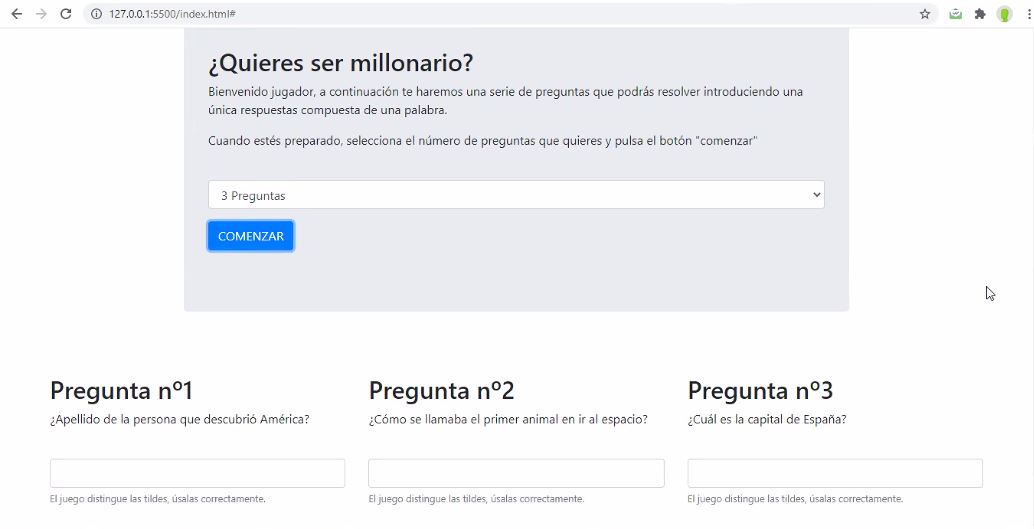 127.0.0.1:5500/index.html#
¿Quieres ser millonario?
Bienvenido jugador, a continuación te haremos una serie de preguntas que podrás resolver introduciendo una
única respuestas compuesta de una palabra.
Cuando estés preparado, selecciona el número de preguntas que quieres y pulsa el botón "comenzar"
3 Preguntas
COMENZAR
Pregunta nº1
¿Apellido de la persona que descubrió América?
El juego distingue las tildes, úsalas correctamente.
Pregunta nº2
¿Cómo se llamaba el primer animal en ir al espacio?
El juego distingue las tildes, úsalas correctamente.
Pregunta nº3
¿Cuál es la capital de España?
El juego distingue las tildes, úsalas correctamente.